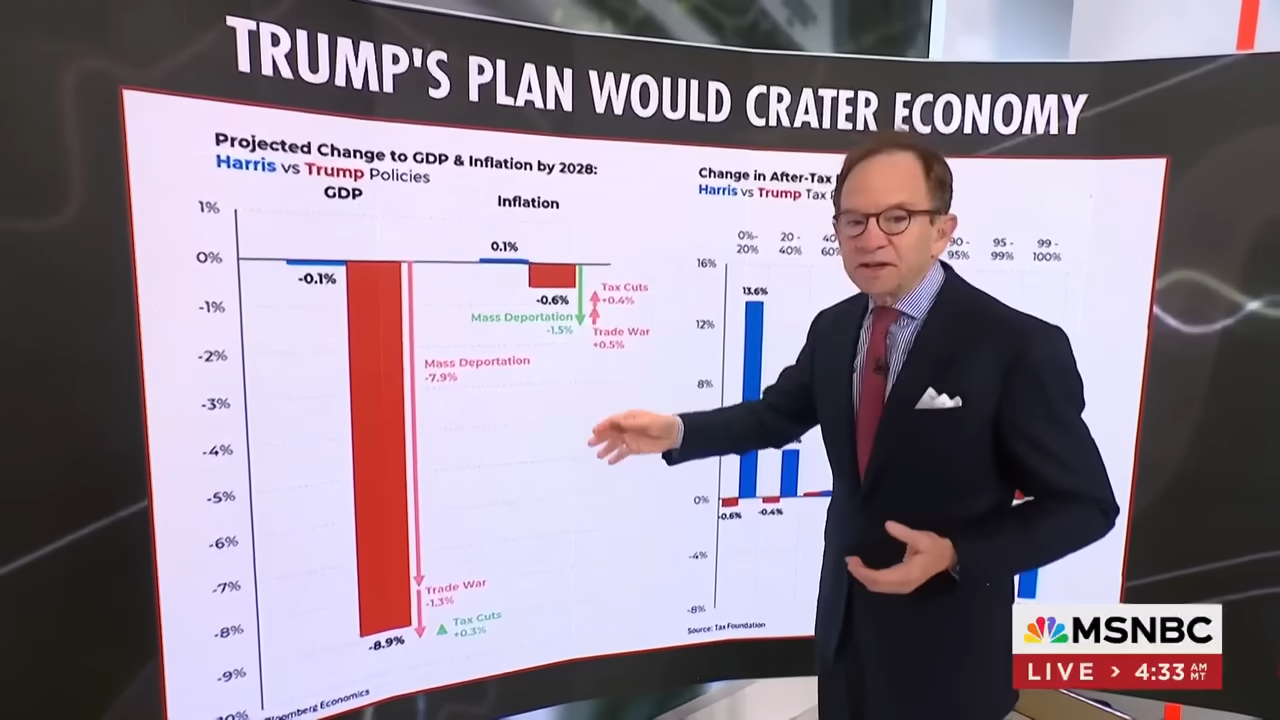 TRUMP'S PLAN WOULD CRATER ECONOMY
Projected Change to GDP & Inflation by 2028:
Harris vs Trump Policies
GDP
Inflation
1%
0%
-1%
-2%
-3%
-4%
-5%
-6%
-7%
-8%
-9%
-0.1%
0.1%
-0.6%
Tax Cuts
+0.4%
Mass Deportation
-1.5%
Trade War
+0.5%
Mass Deportation
-7.9%
Trade War
-1.3%
Tax Cuts
+0.3%
-8.9%
Economics
Change in After-Tax
Harris vs Trump Tax
0%-
20%
20 -
40%
40
60%
90 -
95%
95 -
99%
99 -
100%
16%
12%
8%
0%
-4%
-8%
13.6%
-0.6%
-0.4%
Source: Tax Foundation
MSNBC
LIVE > 4:33 AM MT